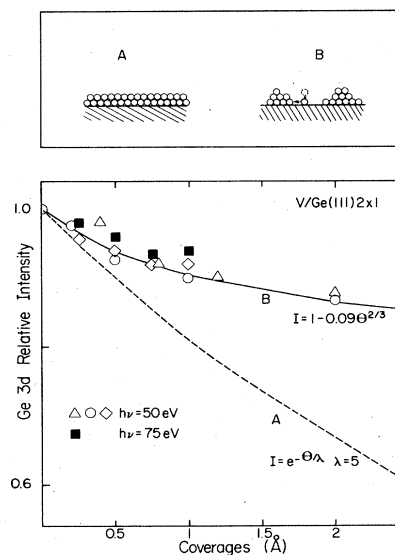 A B
V/Ge(111)2x1
1.0
B
I=1-0.09Θ^2/3
A
I=e^-Θ/λ λ=5
△ ○ ◇ hν=50eV
■ hν=75eV
0.6
Ge 3d Relative Intensity
0.5 1 1.5 2
Coverages (Å)